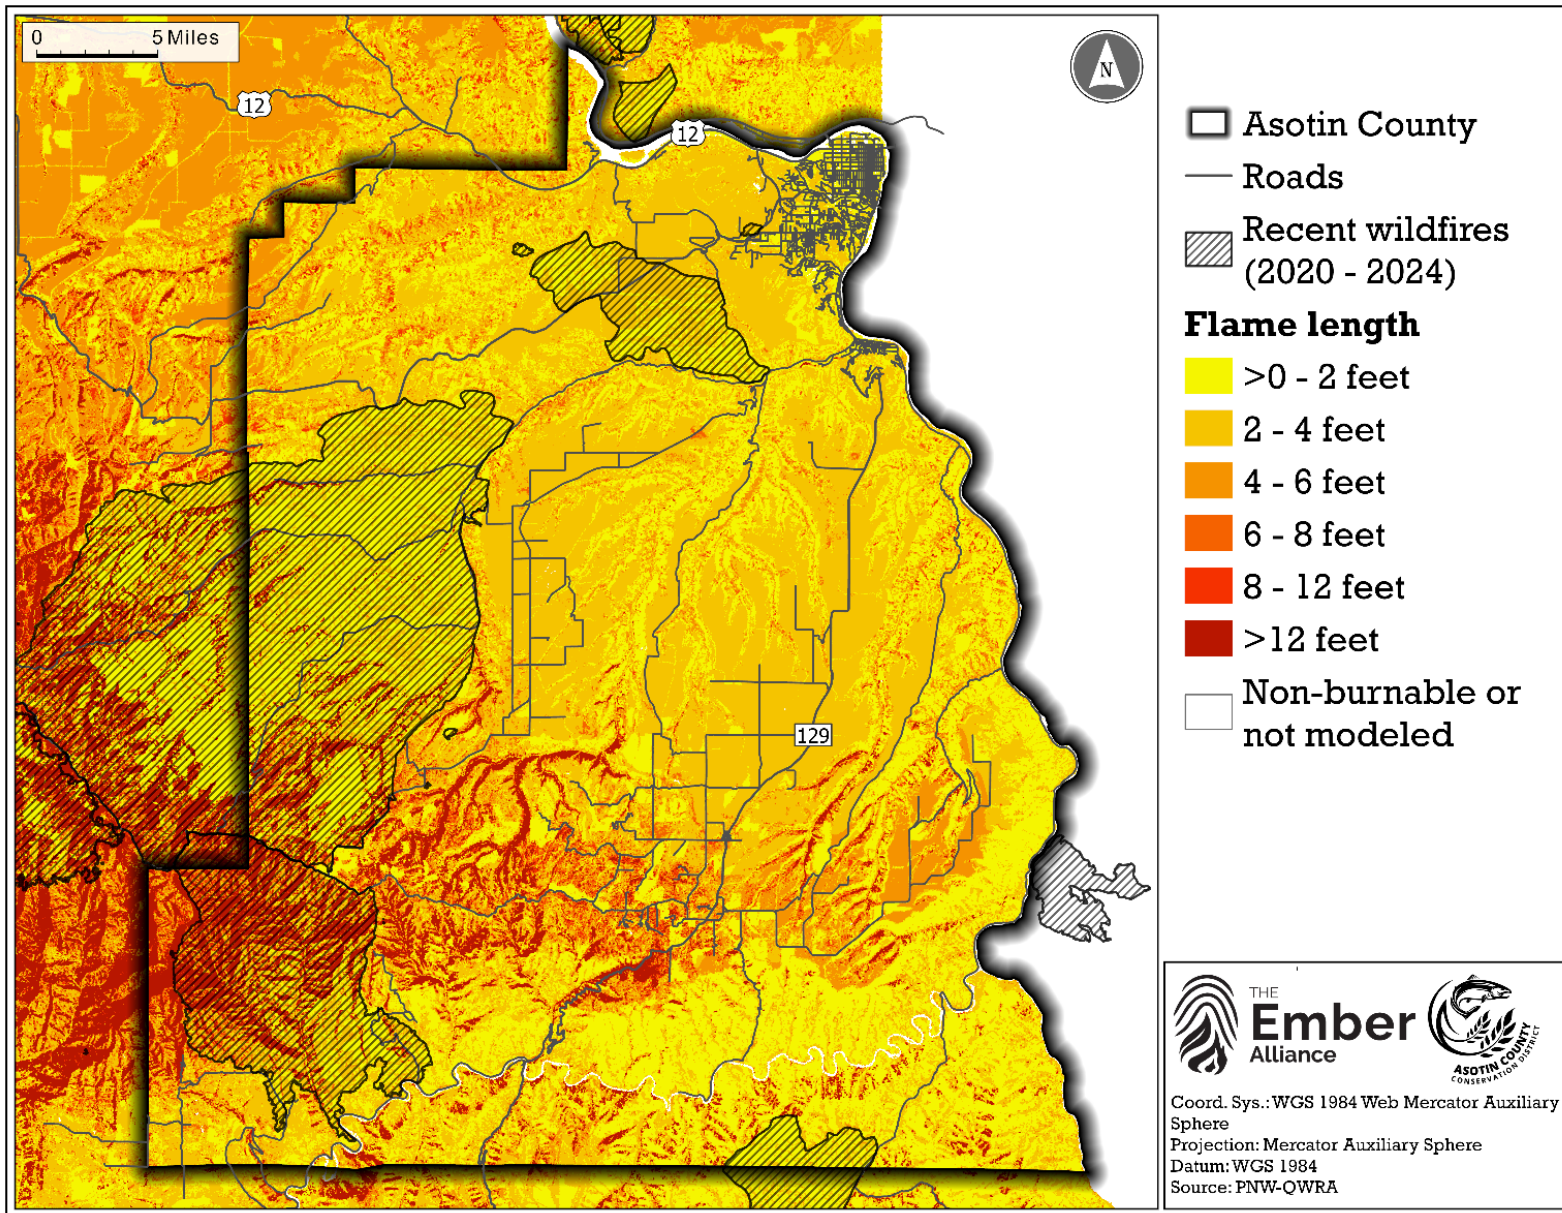 0 5 Miles
N
12
12
129
Asotin County
Roads
Recent wildfires
(2020 - 2024)
Flame length
>0 - 2 feet
2 - 4 feet
4 - 6 feet
6 - 8 feet
8 - 12 feet
>12 feet
Non-burnable or
not modeled
THE
Ember
Alliance
ASOTIN COUNTY
CONSERVATION DISTRICT
Coord. Sys.: WGS 1984 Web Mercator Auxiliary
Sphere
Projection: Mercator Auxiliary Sphere
Datum: WGS 1984
Source: PNW-QWRA